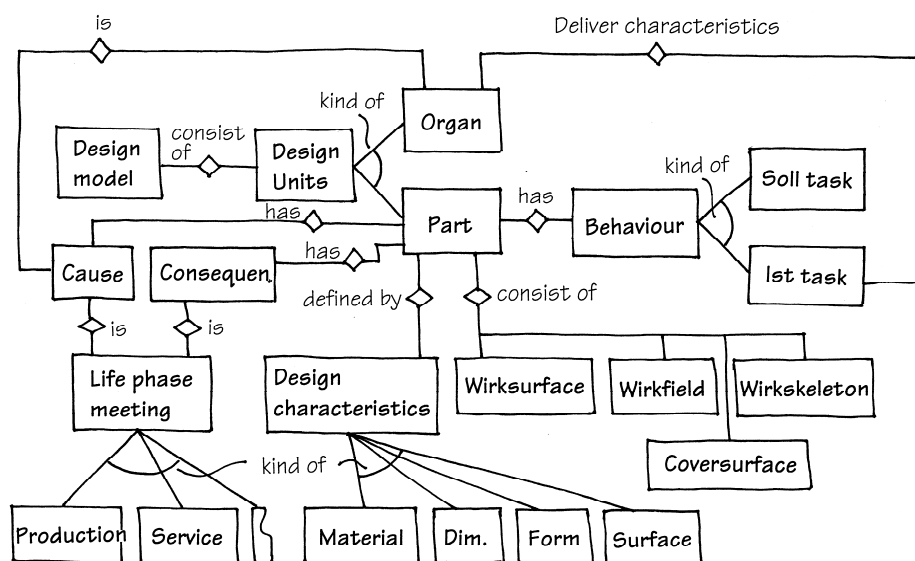 is
Deliver characteristics
kind of
Organ
consist
of
Design
model
Design
Units
kind of
Soll task
has
has
Part
Behaviour
has
Cause
Consequen.
Ist task
defined by
consist of
is
is
Life phase
meeting
Design
characteristics
Wirksurface
Wirkfield
Wirkskeleton
kind of
Coversurface
Production
Service
Material
Dim.
Form
Surface